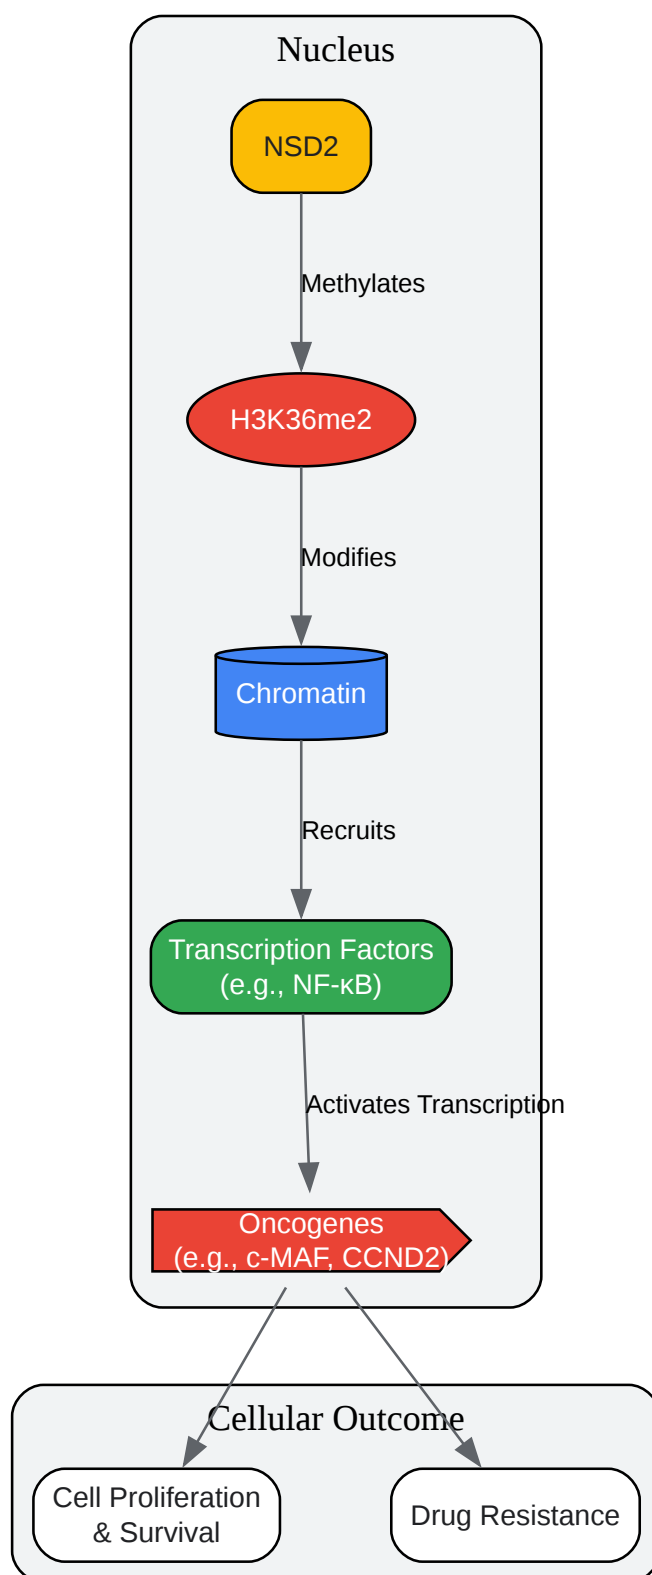 Nucleus
NSD2
Methylates
H3K36me2
Modifies
Chromatin
Recruits
Transcription Factors
(e.g., NF-κB)
Activates Transcription
Oncogenes
(e.g., c-MAF, CCND2)
Cellular Outcome
Cell Proliferation
& Survival
Drug Resistance